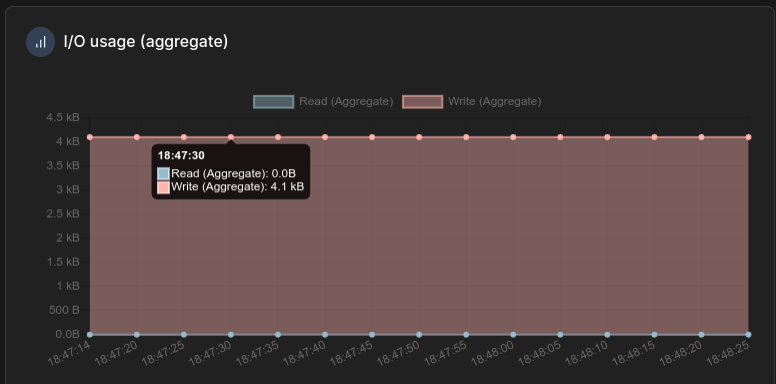 I/O usage (aggregate)
Read (Aggregate) Write (Aggregate)
4.5 kB
4 kB
3.5 kB
3 kB
2.5 kB
2 kB
1.5 kB
1 kB
500 B
0.0B
18:47:30
Read (Aggregate): 0.0B
Write (Aggregate): 4.1 kB
18:47:14 18:47:20 18:47:25 18:47:30 18:47:35 18:47:40 18:47:45 18:47:50 18:47:55 18:48:00 18:48:05 18:48:10 18:48:15 18:48:20 18:48:25